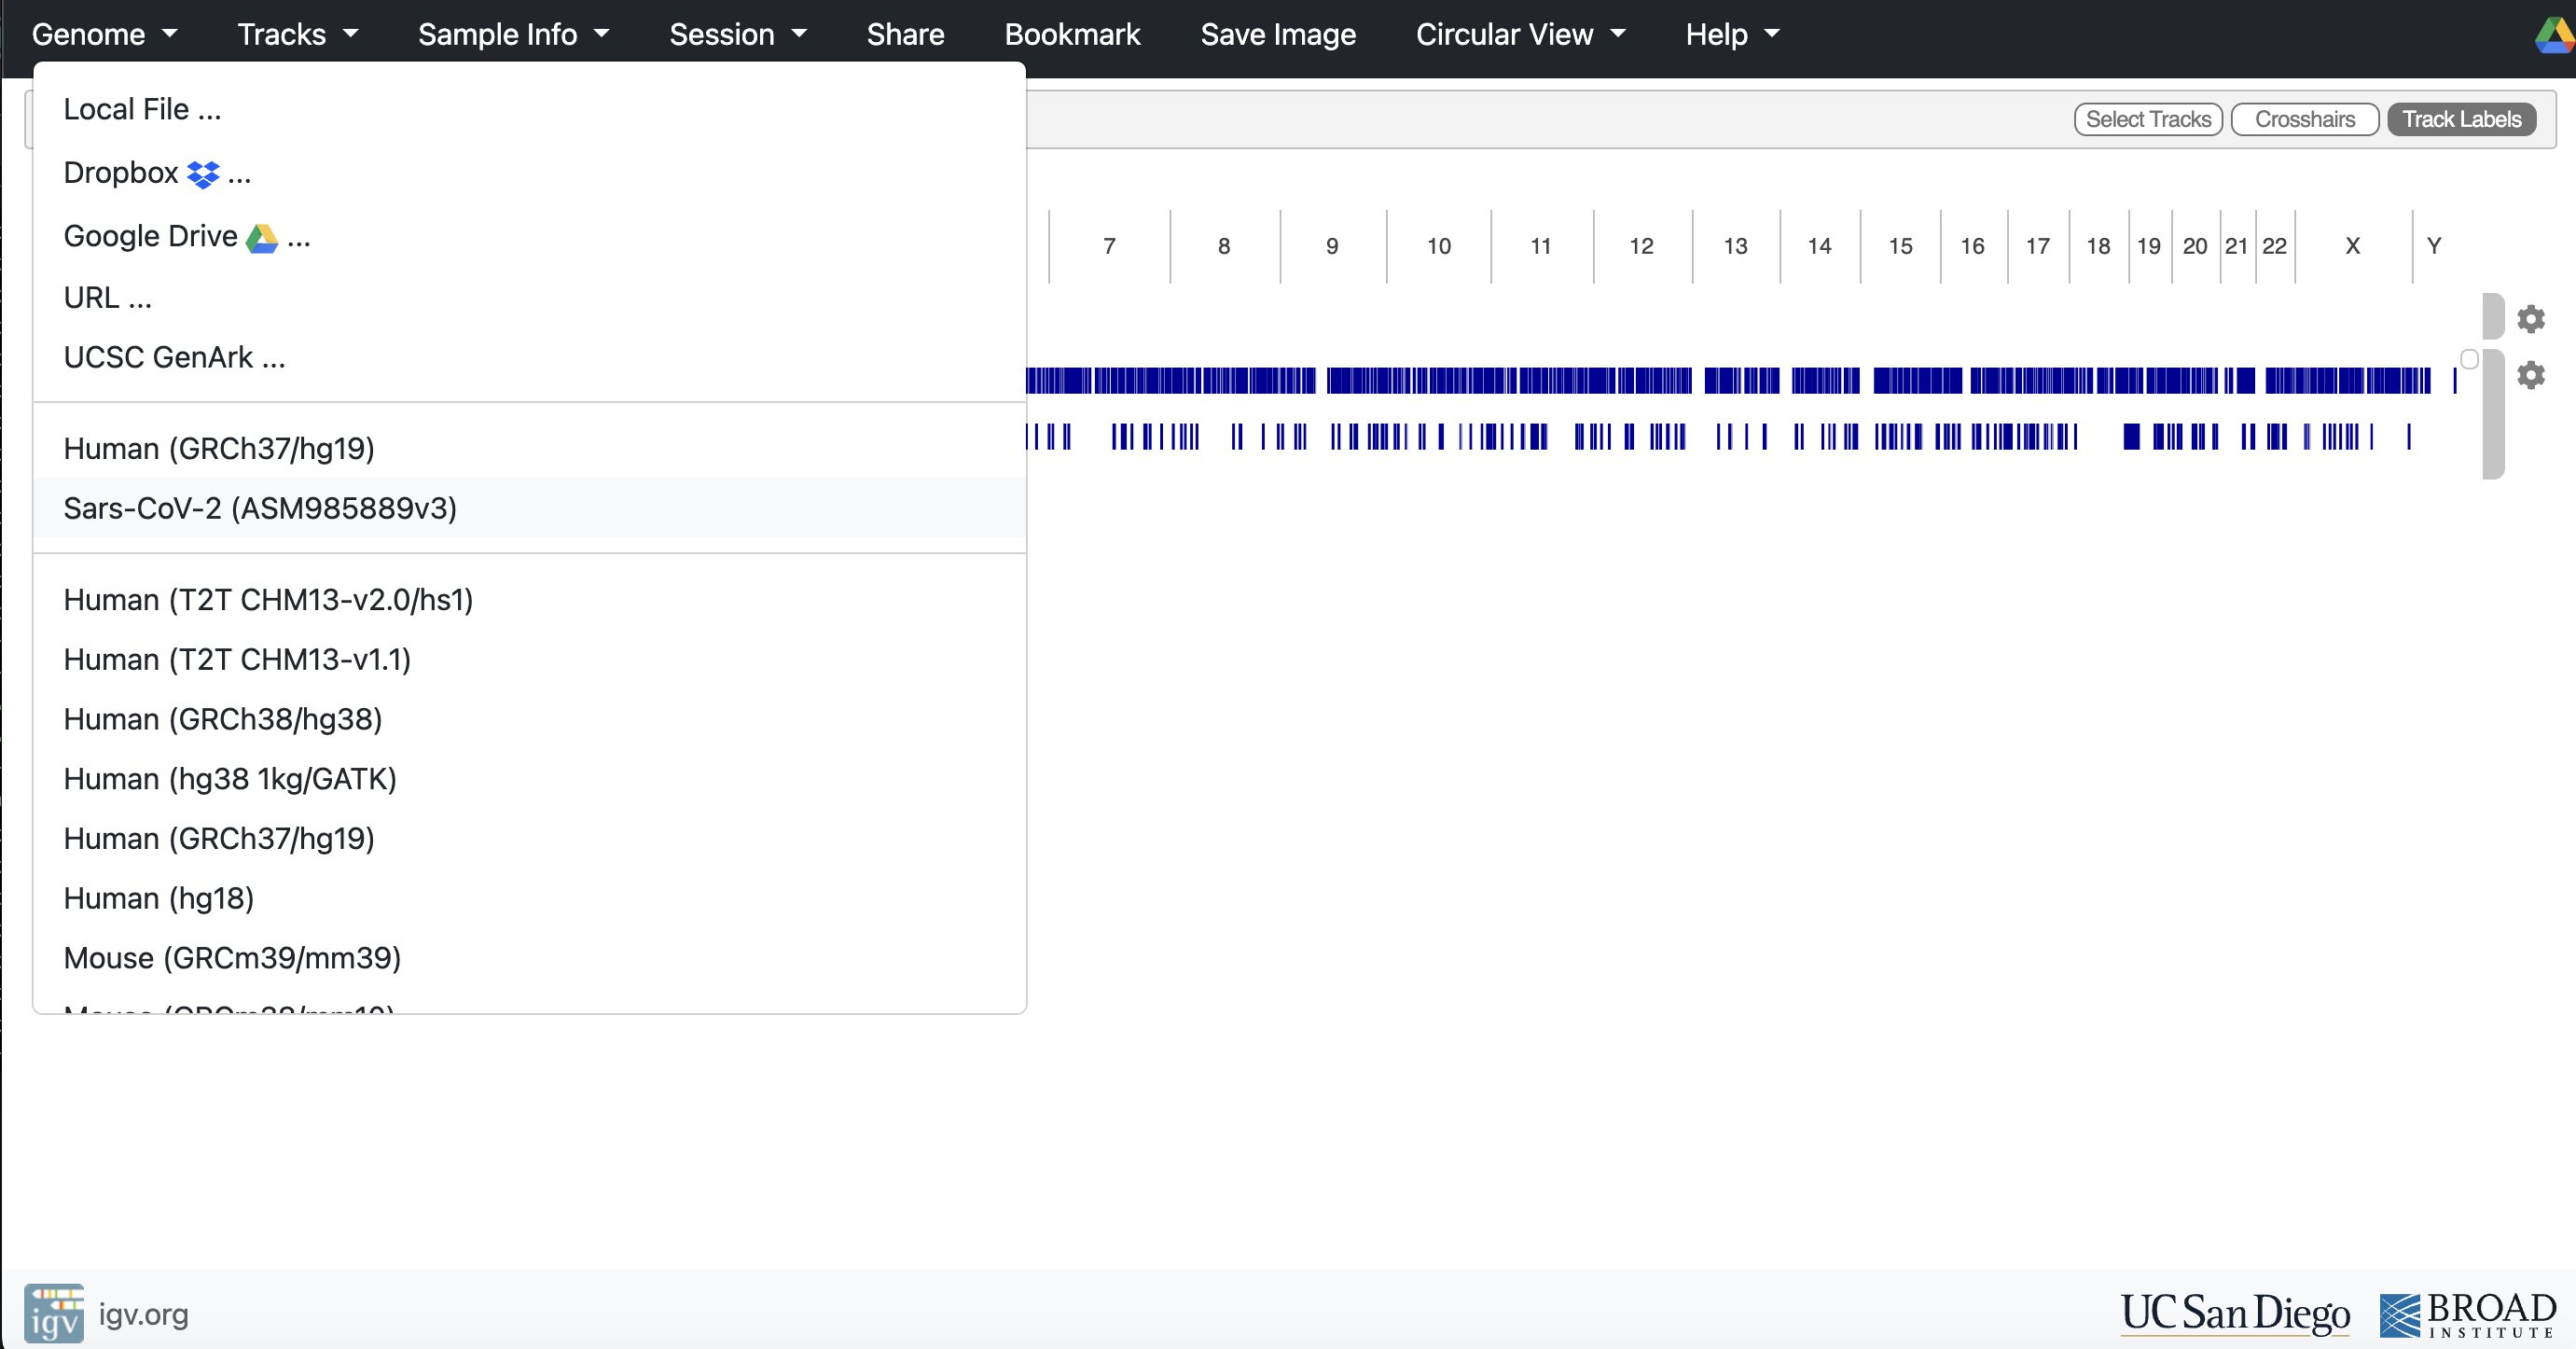 Genome Tracks Sample Info Session Share Bookmark Save Image Circular View Help
Select Tracks Crosshairs Track Labels
Local File ...
Dropbox ...
Google Drive ...
URL ...
UCSC GenArk ...
Human (GRCh37/hg19)
Sars-CoV-2 (ASM985889v3)
Human (T2T CHM13-v2.0/hs1)
Human (T2T CHM13-v1.1)
Human (GRCh38/hg38)
Human (hg38 1kg/GATK)
Human (GRCh37/hg19)
Human (hg18)
Mouse (GRCm39/mm39)
Mouse (GRCm38/mm10)
7 8 9 10 11 12 13 14 15 16 17 18 19 20 21 22 X Y
igv igv.org
UC San Diego
BROAD
INSTITUTE